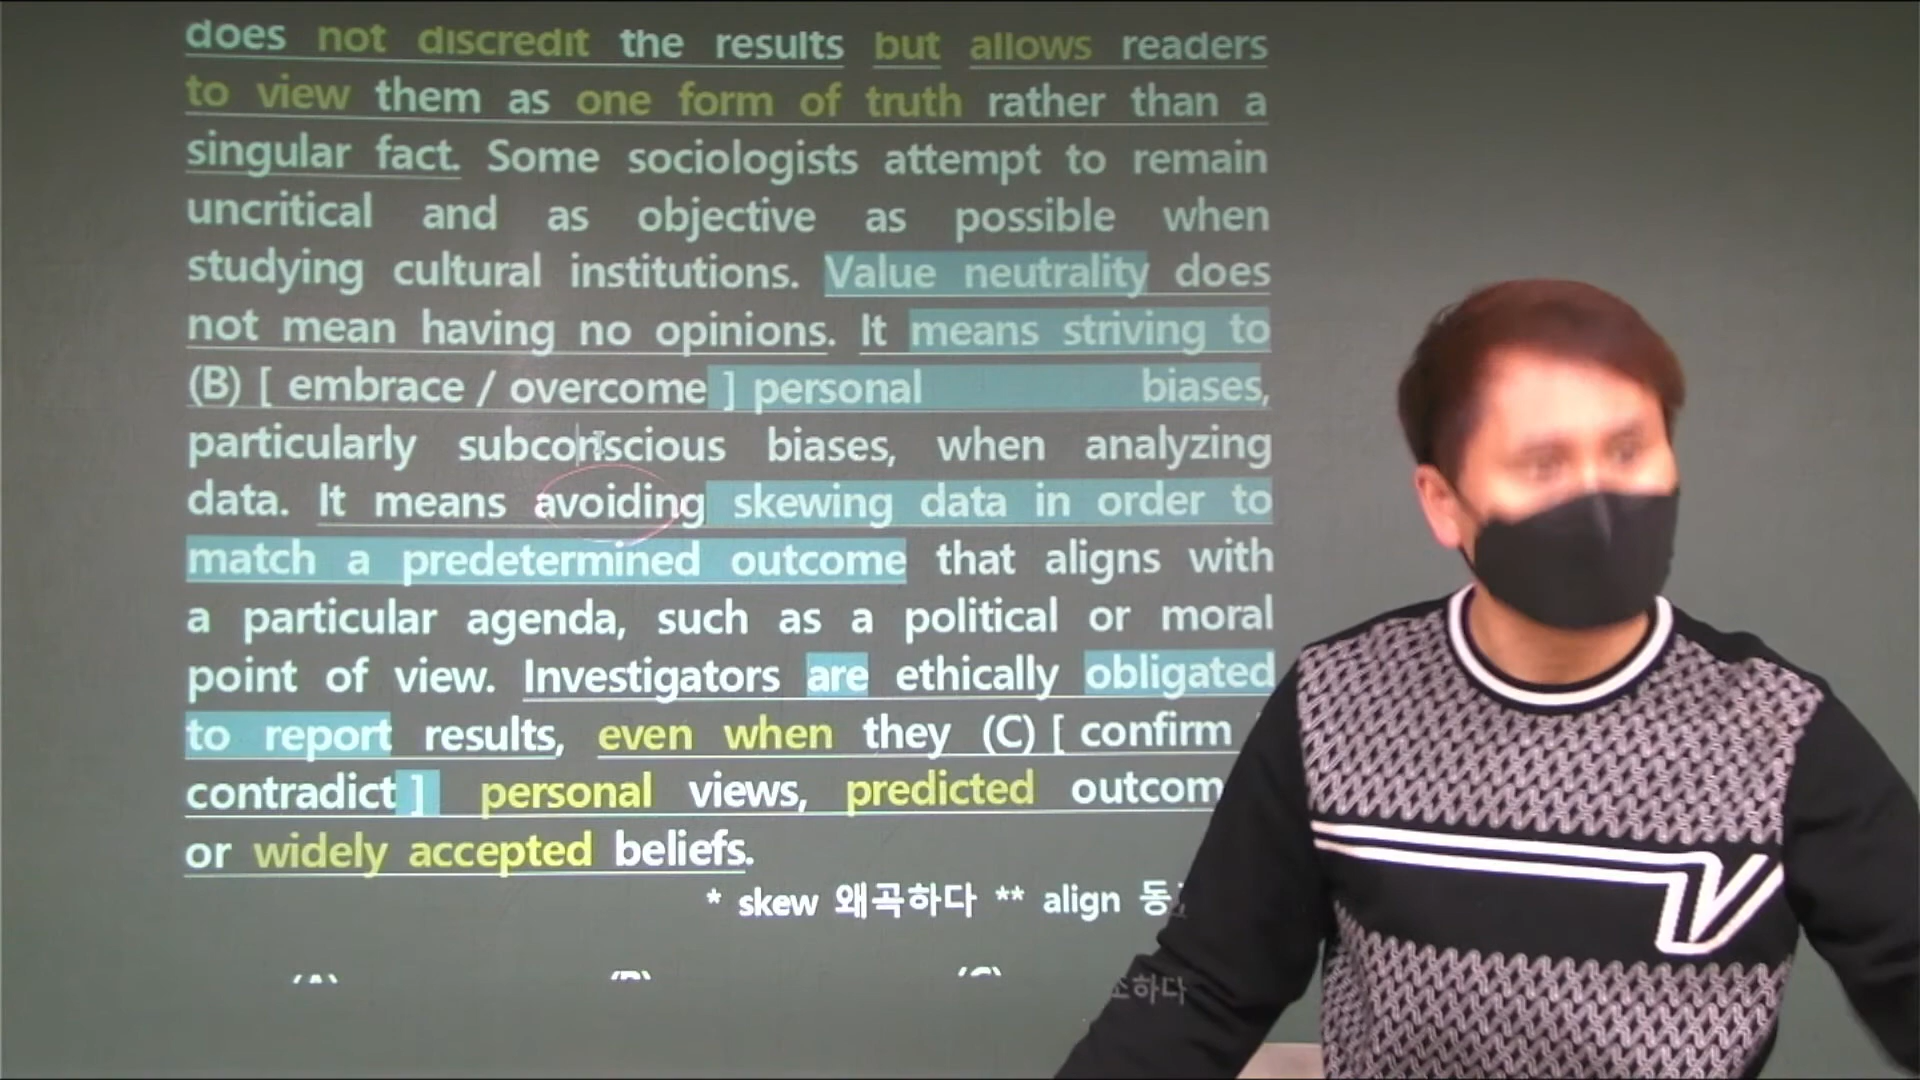 does not discredit the results but allows readers
to view them as one form of truth rather than a
singular fact. Some sociologists attempt to remain
uncritical and as objective as possible when
studying cultural institutions. Value neutrality does
not mean having no opinions. It means striving to
(B) [ embrace / overcome ] personal biases,
particularly subconscious biases, when analyzing
data. It means avoiding skewing data in order to
match a predetermined outcome that aligns with
a particular agenda, such as a political or moral
point of view. Investigators are ethically obligated
to report results, even when they (C) [ confirm
contradict ] personal views, predicted
or widely accepted beliefs.
* skew 왜곡하다 ** align
(A) (B) (C)